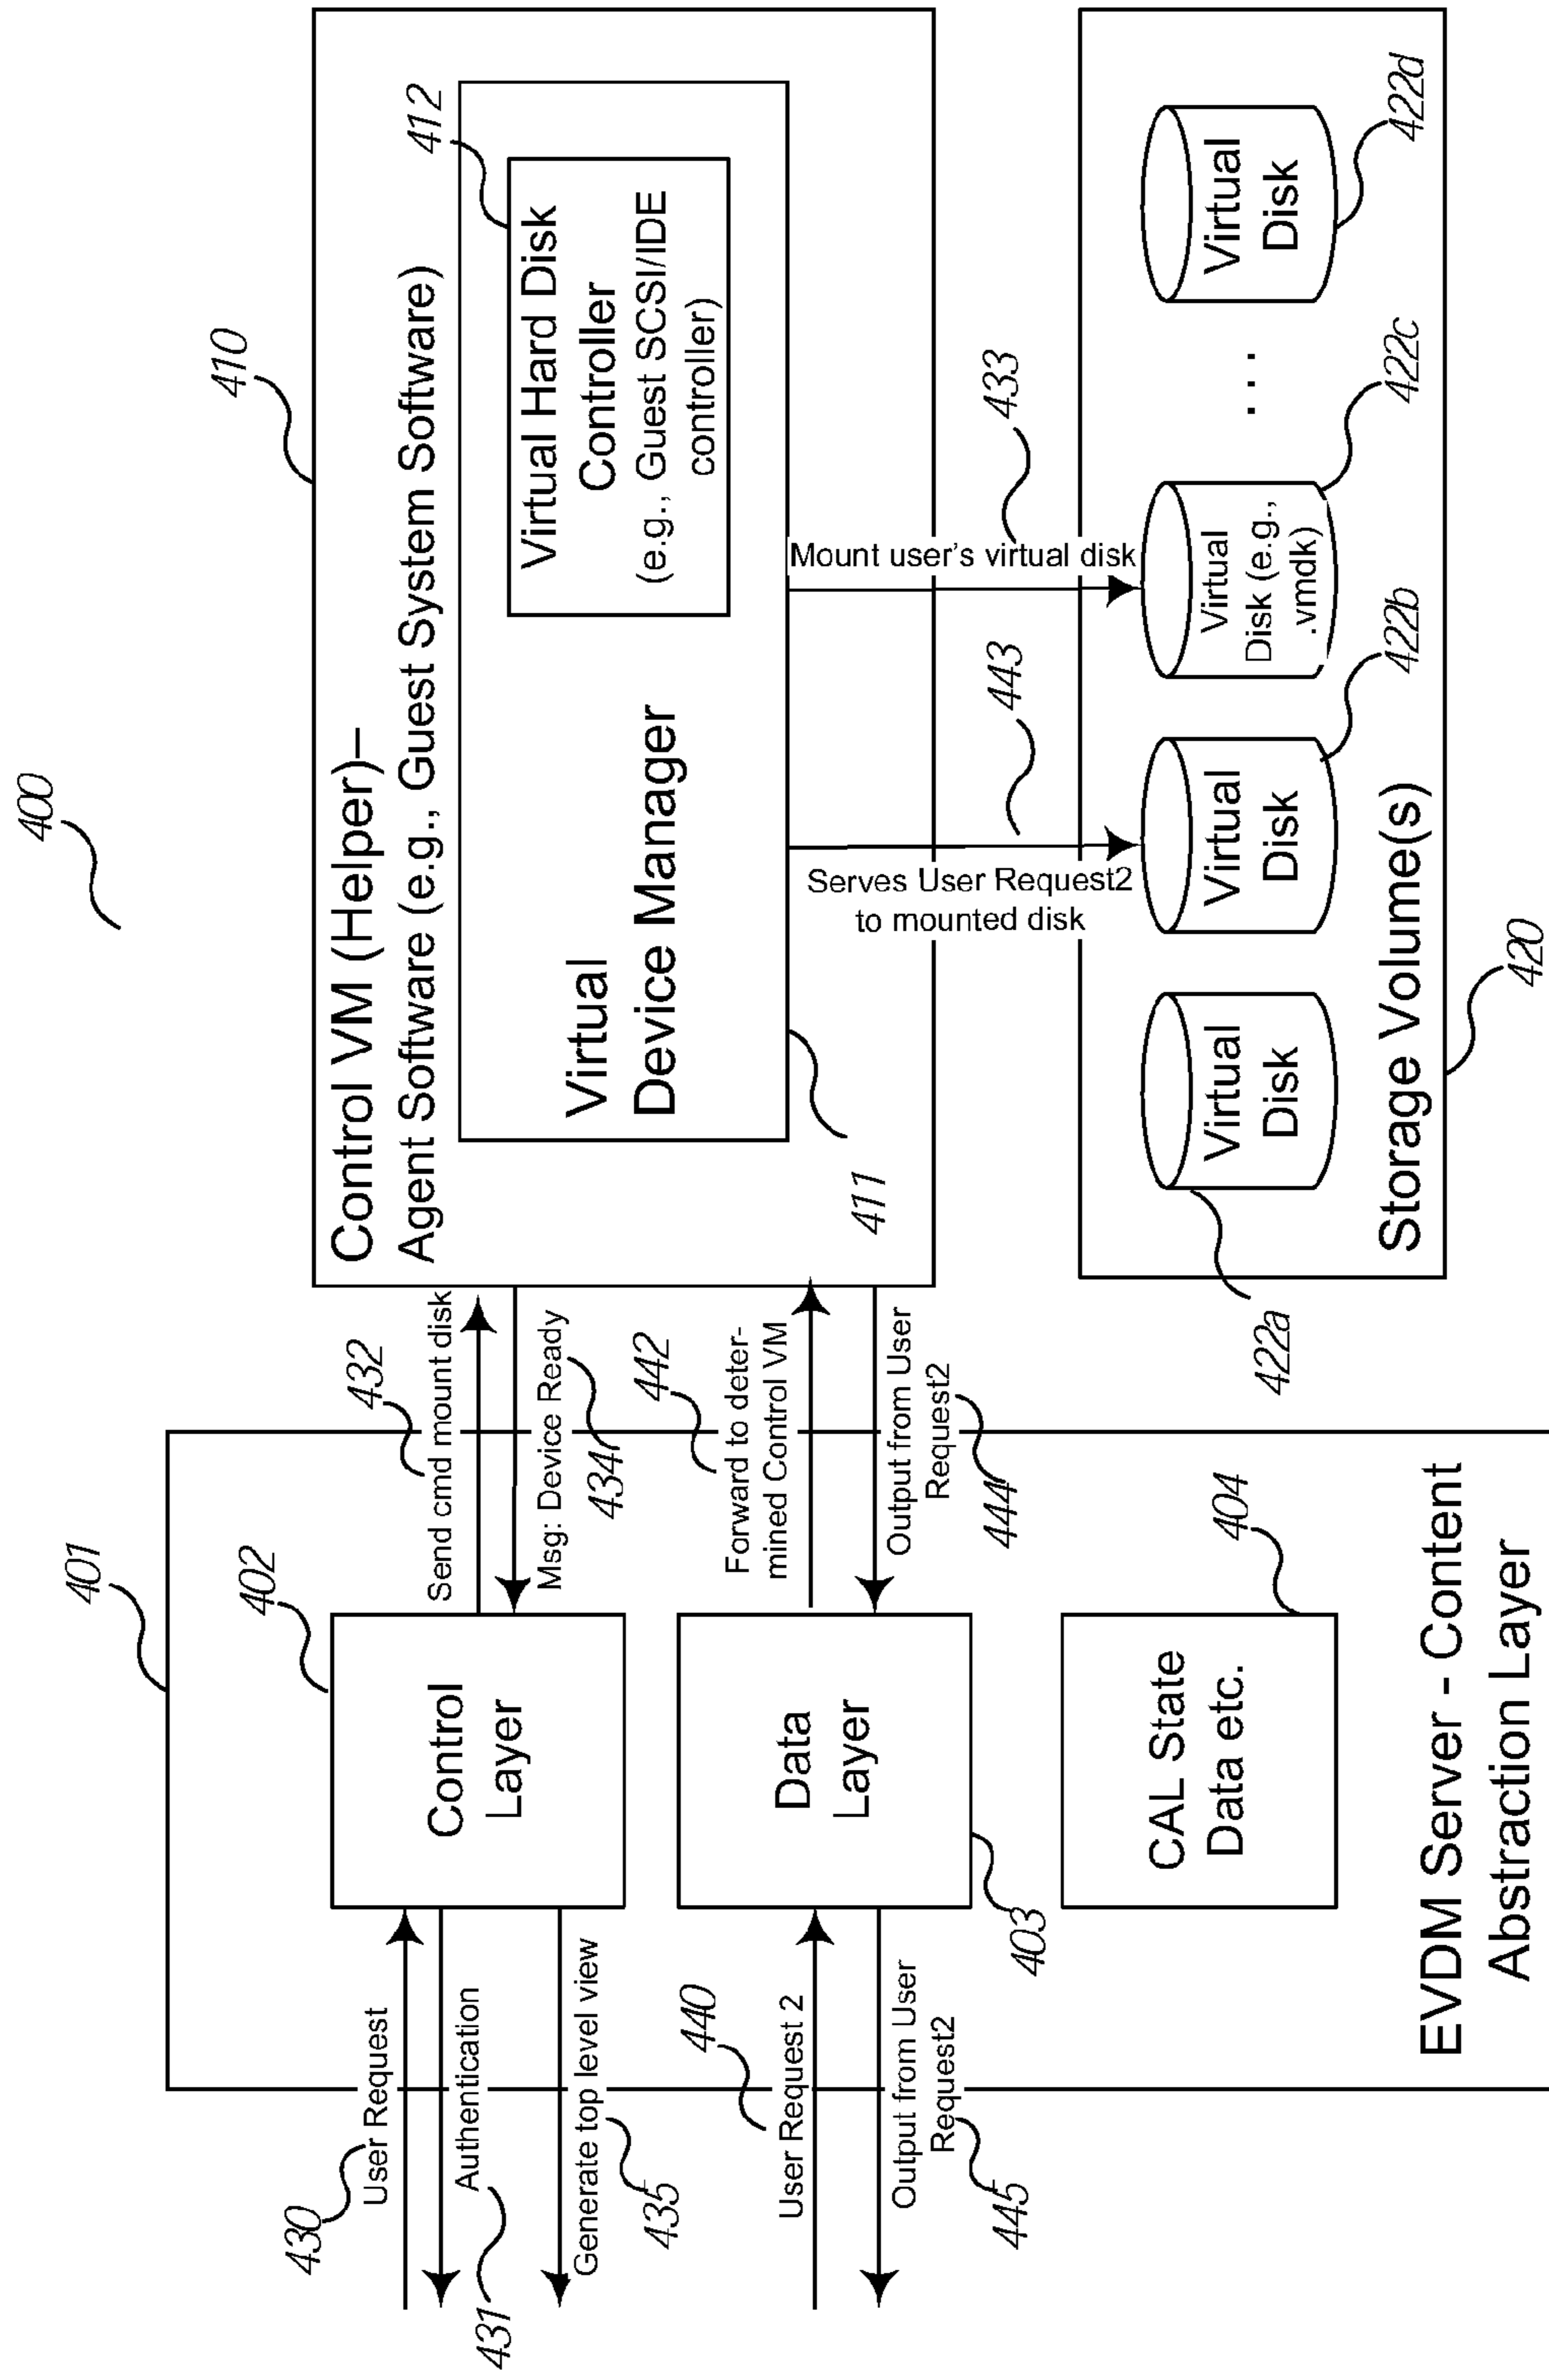 400
401
402
430
User Request
Authentication
431
Generate top level view
435
Control
Layer
432
Send cmd mount disk
Msg: Device Ready
434
440
User Request 2
Output from User
Request2
445
Data
Layer
403
442
Forward to deter-
mined Control VM
Output from User
Request2
444
CAL State
Data etc.
404
EVDM Server - Content
Abstraction Layer
410
Control VM (Helper)–
Agent Software (e.g., Guest System Software)
412
Virtual
Device Manager
Virtual Hard Disk
Controller
(e.g., Guest SCSI/IDE
controller)
411
443
Serves User Request2
to mounted disk
433
Mount user's virtual disk
Virtual
Disk
422a
Virtual
Disk
422b
Virtual
Disk (e.g.,
.vmdk)
422c
. . .
Virtual
Disk
422d
Storage Volume(s)
420